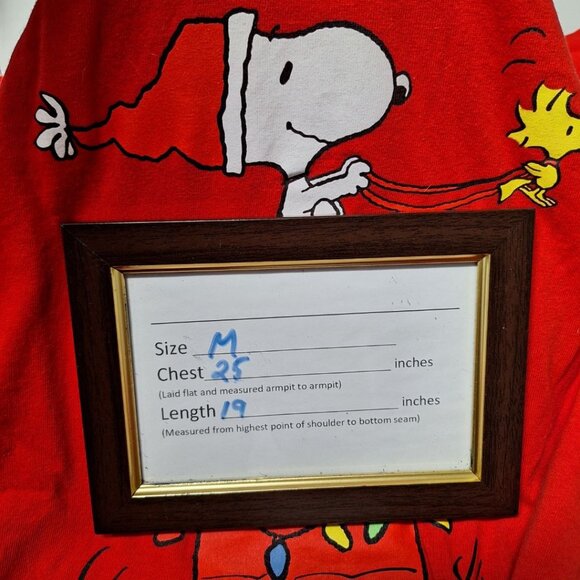 Size M
Chest 25 inches
(Laid flat and measured armpit to armpit)
Length 19 inches
(Measured from highest point of shoulder to bottom seam)